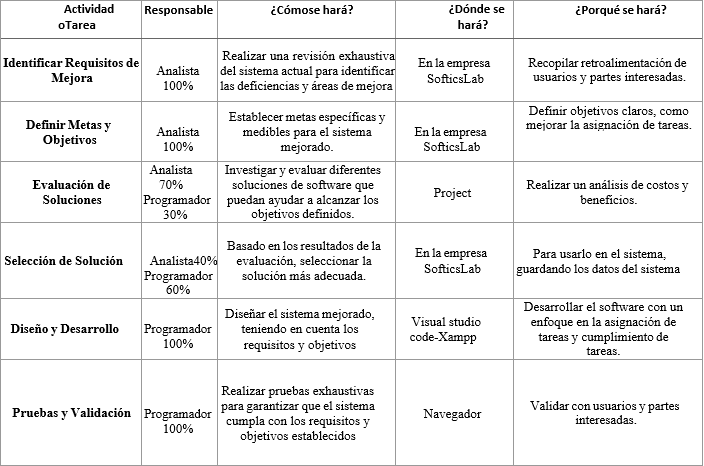 Actividad
oTarea
Responsable
¿Cómose hará?
¿Dónde se
hará?
¿Porqué se hará?
Identificar Requisitos de
Mejora
Analista
100%
Realizar una revisión exhaustiva
del sistema actual para identificar
las deficiencias y áreas de mejora
En la empresa
SofticsLab
Recopilar retroalimentación de
usuarios y partes interesadas.
Definir Metas y
Objetivos
Analista
100%
Establecer metas específicas y
medibles para el sistema
mejorado.
En la empresa
SofticsLab
Definir objetivos claros, como
mejorar la asignación de tareas.
Evaluación de
Soluciones
Analista
70%
Programador
30%
Investigar y evaluar diferentes
soluciones de software que
puedan ayudar a alcanzar los
objetivos definidos.
Project
Realizar un análisis de costos y
beneficios.
Selección de Solución
Analista40%
Programador
60%
Basado en los resultados de la
evaluación, seleccionar la
solución más adecuada.
En la empresa
SofticsLab
Para usarlo en el sistema,
guardando los datos del sistema
Diseño y Desarrollo
Programador
100%
Diseñar el sistema mejorado,
teniendo en cuenta los
requisitos y objetivos
Visual studio
code-Xampp
Desarrollar el software con un
enfoque en la asignación de
tareas y cumplimiento de
tareas.
Pruebas y Validación
Programador
100%
Realizar pruebas exhaustivas
para garantizar que el sistema
cumpla con los requisitos y
objetivos establecidos
Navegador
Validar con usuarios y partes
interesadas.